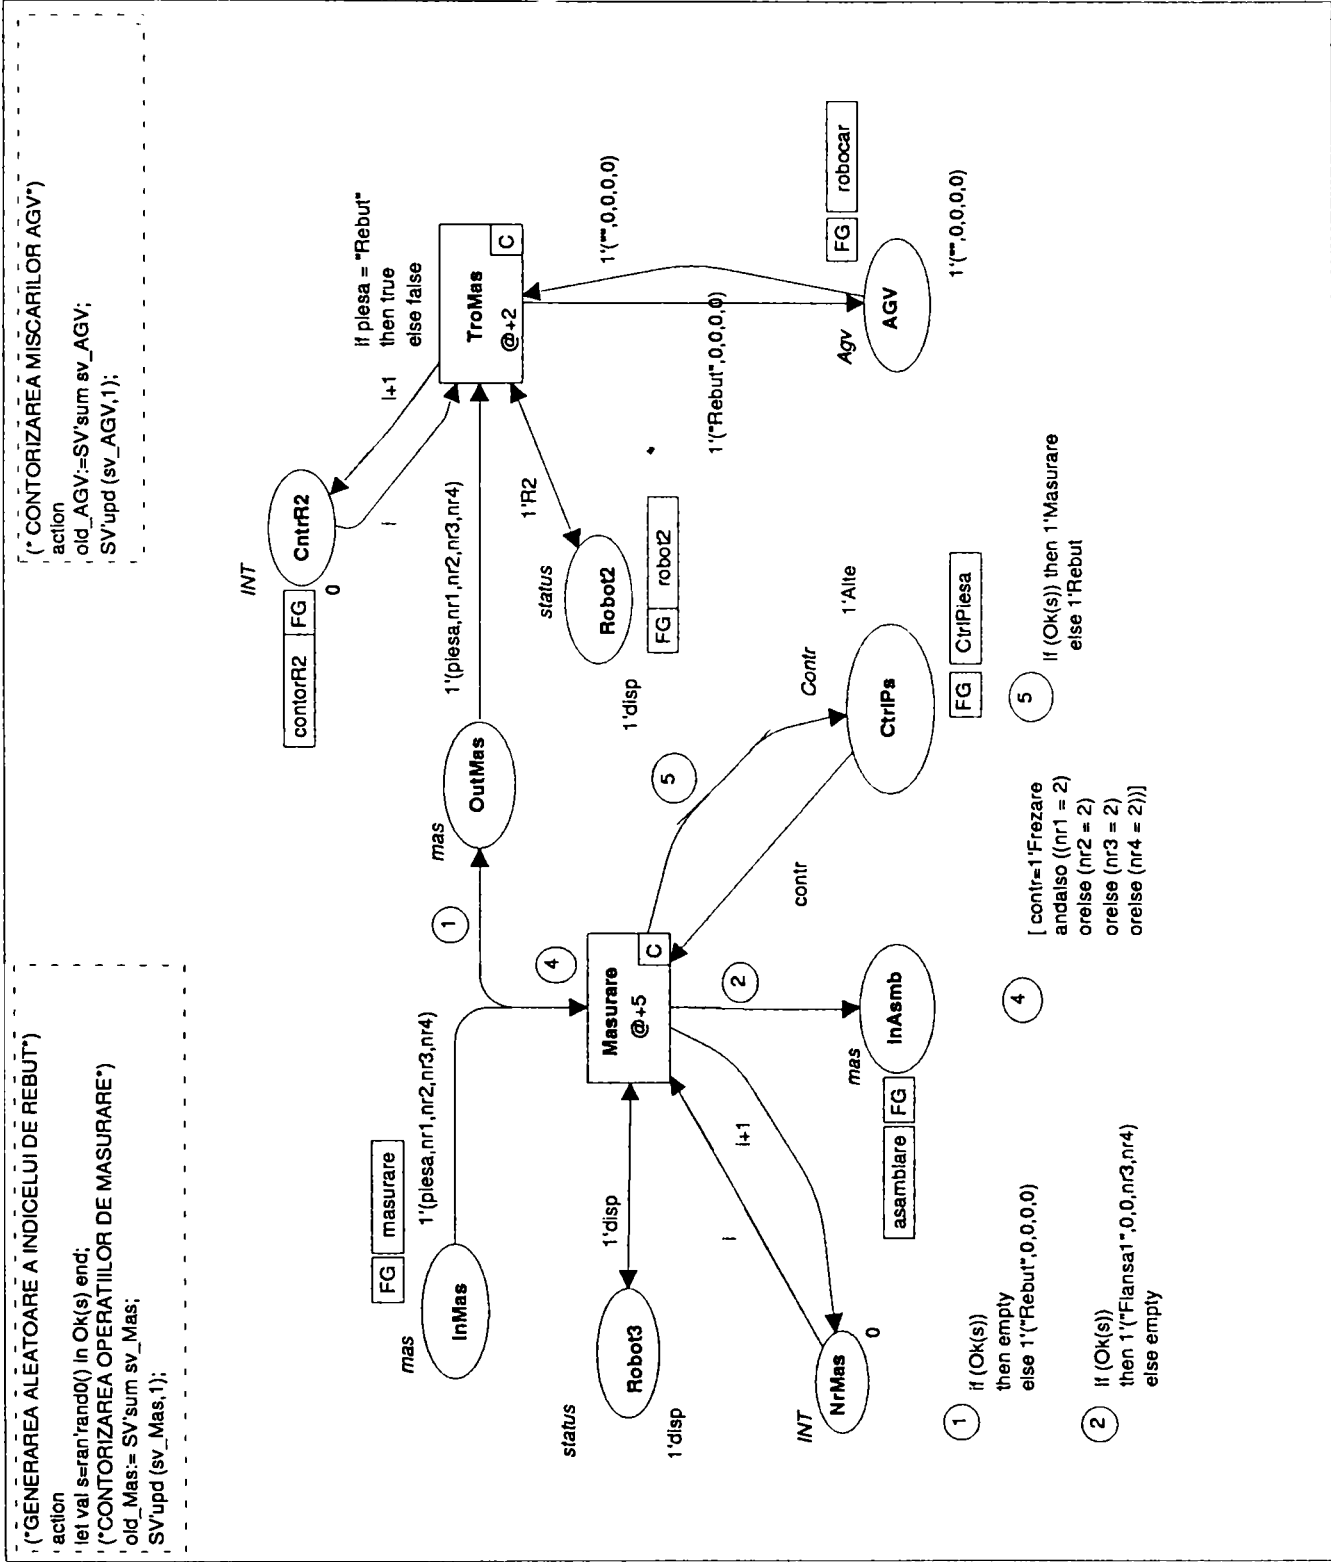 (*GENERAREA ALEATOARE A INDICELUI DE REBUT*)
action
let val s=ran'rand0() in Ok(s) end;
(*CONTORIZAREA OPERATIILOR DE MASURARE*)
old_Mas:= SV'sum sv_Mas;
SV'upd (sv_Mas,1);
(* CONTORIZAREA MISCARILOR AGV*)
action
old_AGV:=SV'sum sv_AGV;
SV'upd (sv_AGV,1);
INT
contorR2 FG
CntrR2
0
I+1
I
if piesa = "Rebut"
then true
else false
TroMas
@+2
C
mas
FG masurare
InMas
1'(piesa,nr1,nr2,nr3,nr4)
1
mas
OutMas
1'(piesa,nr1,nr2,nr3,nr4)
4
status
Robot3
1'disp
1'disp
Masurare
@+5
C
status
Robot2
FG robot2
1'disp
1'R2
1'("",0,0,0,0)
1'("Rebut",0,0,0,0)
Agv
AGV
FG robocar
1'("",0,0,0,0)
5
contr
Contr
CtrlPs
1'Alte
FG CtrlPiesa
2
I
I+1
INT
NrMas
0
mas
InAsmb
asamblare FG
1
if (Ok(s))
then empty
else 1'("Rebut",0,0,0,0)
2
If (Ok(s))
then 1'("Flansa1",0,0,nr3,nr4)
else empty
4
[ contr=1'Frezare
andalso ((nr1 = 2)
orelse (nr2 = 2)
orelse (nr3 = 2)
orelse (nr4 = 2))]
5
If (Ok(s)) then 1'Masurare
else 1'Rebut